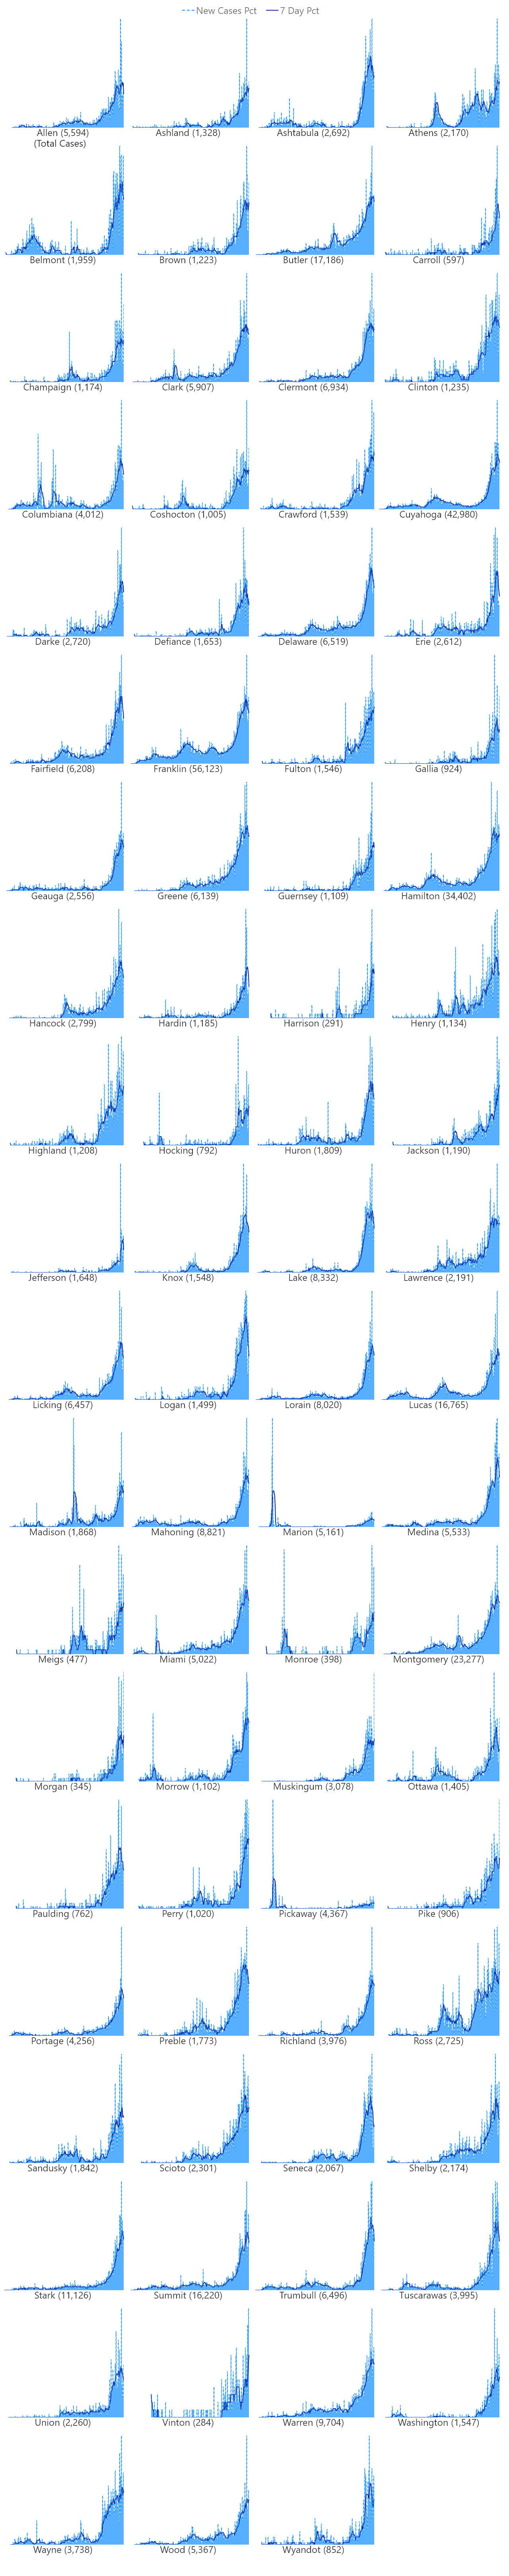 New Cases Pct 7 Day Pct
Allen (5,594) Ashland (1,328) Ashtabula (2,692) Athens (2,170)
(Total Cases)
Belmont (1,959) Brown (1,223) Butler (17,186) Carroll (597)
Champaign (1,174) Clark (5,907) Clermont (6,934) Clinton (1,235)
Columbiana (4,012) Coshocton (1,005) Crawford (1,539) Cuyahoga (42,980)
Darke (2,720) Defiance (1,653) Delaware (6,519) Erie (2,612)
Fairfield (6,208) Franklin (56,123) Fulton (1,546) Gallia (924)
Geauga (2,556) Greene (6,139) Guernsey (1,109) Hamilton (34,402)
Hancock (2,799) Hardin (1,185) Harrison (291) Henry (1,134)
Highland (1,208) Hocking (792) Huron (1,809) Jackson (1,190)
Jefferson (1,648) Knox (1,548) Lake (8,332) Lawrence (2,191)
Licking (6,457) Logan (1,499) Lorain (8,020) Lucas (16,765)
Madison (1,868) Mahoning (8,821) Marion (5,161) Medina (5,533)
Meigs (477) Miami (5,022) Monroe (398) Montgomery (23,277)
Morgan (345) Morrow (1,102) Muskingum (3,078) Ottawa (1,405)
Paulding (762) Perry (1,020) Pickaway (4,367) Pike (906)
Portage (4,256) Preble (1,773) Richland (3,976) Ross (2,725)
Sandusky (1,842) Scioto (2,301) Seneca (2,067) Shelby (2,174)
Stark (11,126) Summit (16,220) Trumbull (6,496) Tuscarawas (3,995)
Union (2,260) Vinton (284) Warren (9,704) Washington (1,547)
Wayne (3,738) Wood (5,367) Wyandot (852)